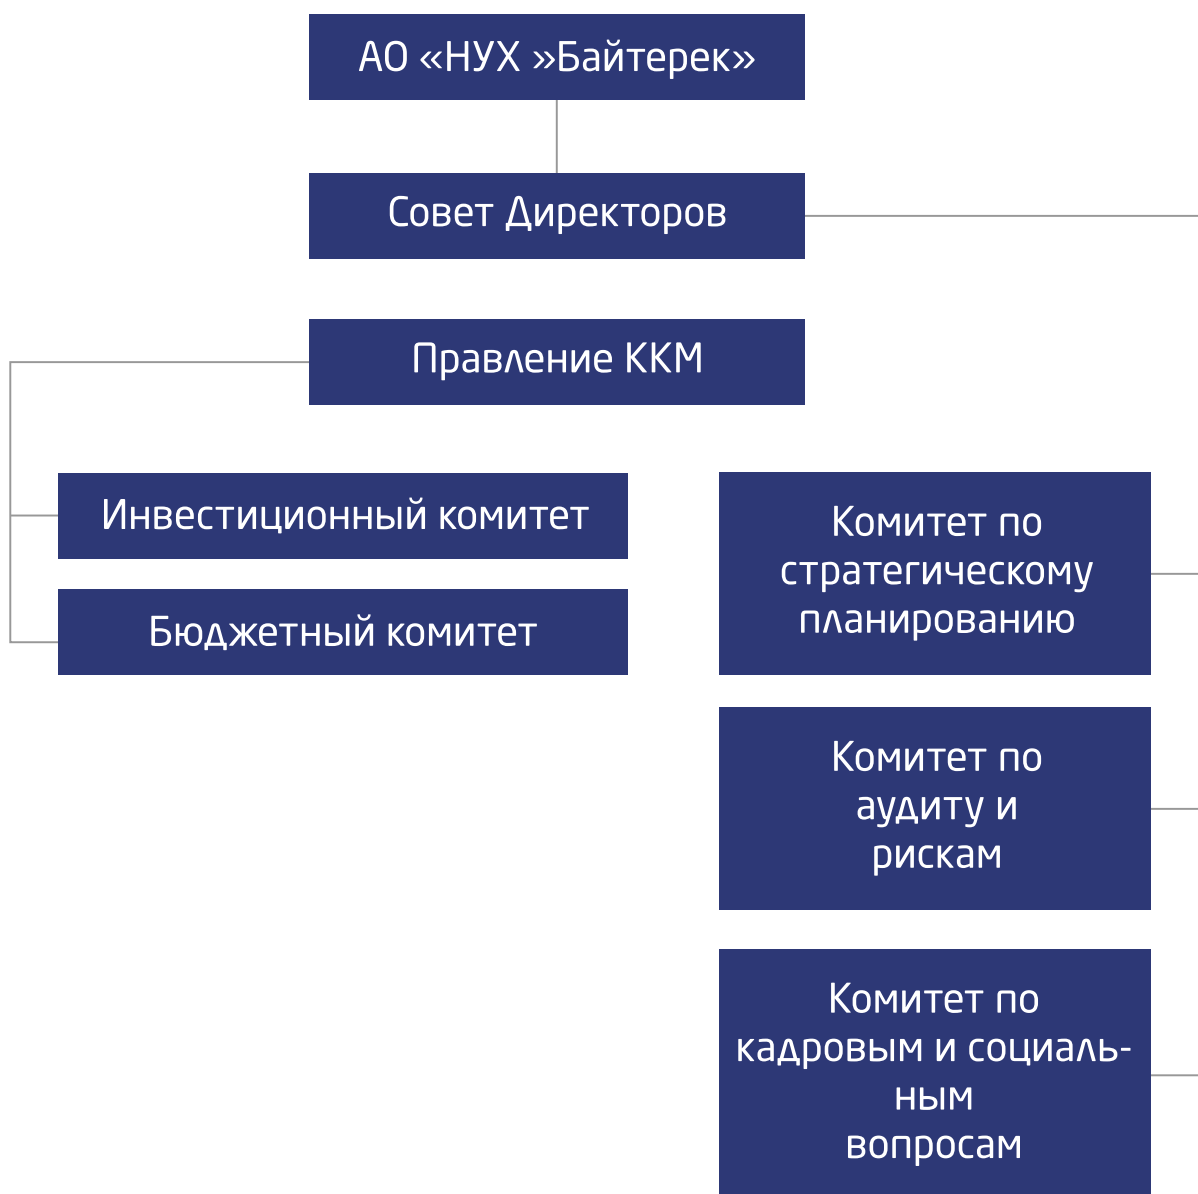 АО «НУХ »Байтерек»
Совет Директоров
Правление ККМ
Инвестиционный комитет
Бюджетный комитет
Комитет по
стратегическому
планированию
Комитет по
аудиту и
рискам
Комитет по
кадровым и социаль-
ным
вопросам